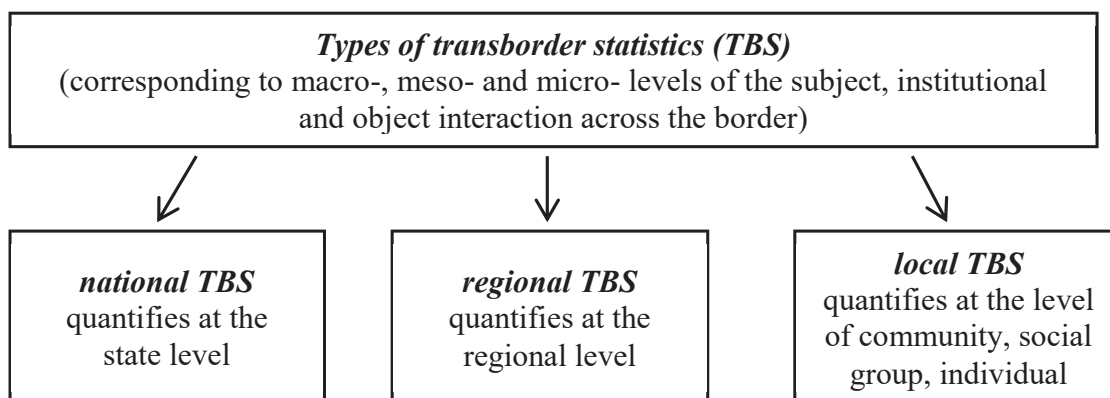 Types of transborder statistics (TBS)
(corresponding to macro-, meso- and micro- levels of the subject, institutional
and object interaction across the border)
national TBS
quantifies at the
state level
regional TBS
quantifies at the
regional level
local TBS
quantifies at the level
of community, social
group, individual